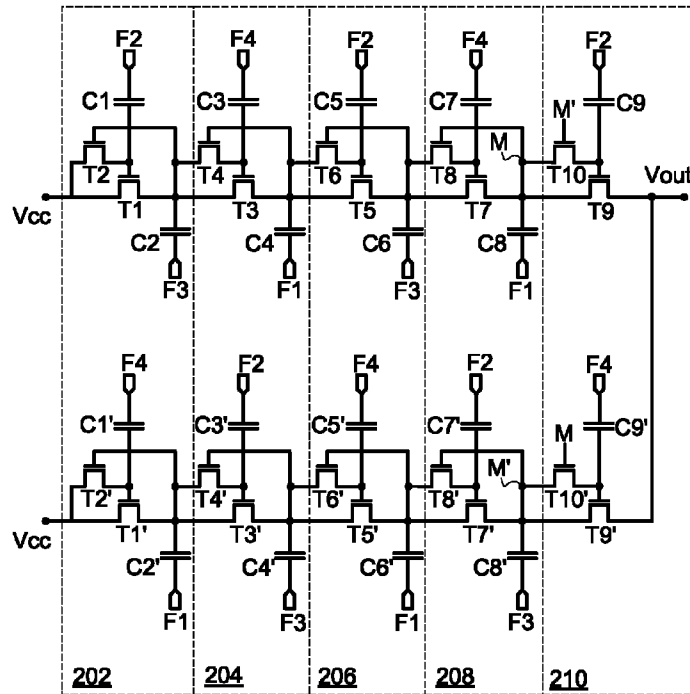 F2 F4 F2 F4 F2
C1 C3 C5 C7 C9
M'
M
T2 T4 T6 T8 T10
Vout
Vcc
T1 T3 T5 T7 T9
C2 C4 C6 C8
F3 F1 F3 F1
F4 F2 F4 F2 F4
C1' C3' C5' C7' C9'
M
M'
T2' T4' T6' T8' T10'
Vcc
T1' T3' T5' T7' T9'
C2' C4' C6' C8'
F1 F3 F1 F3
202 204 206 208 210